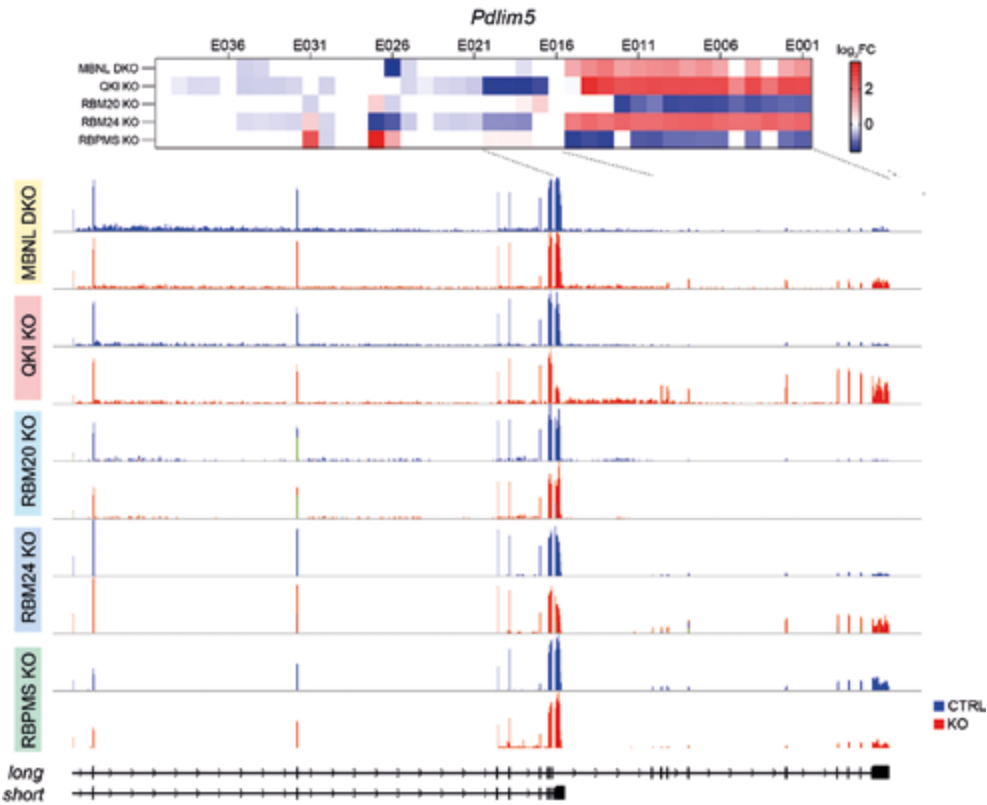 Pdlim5
E036 E031 E026 E021 E016 E011 E006 E001
log2FC
MBNL DKO
QKI KO
RBM20 KO
RBM24 KO
RBPMS KO
2
0
MBNL DKO
QKI KO
RBM20 KO
RBM24 KO
RBPMS KO
CTRL
KO
long
short